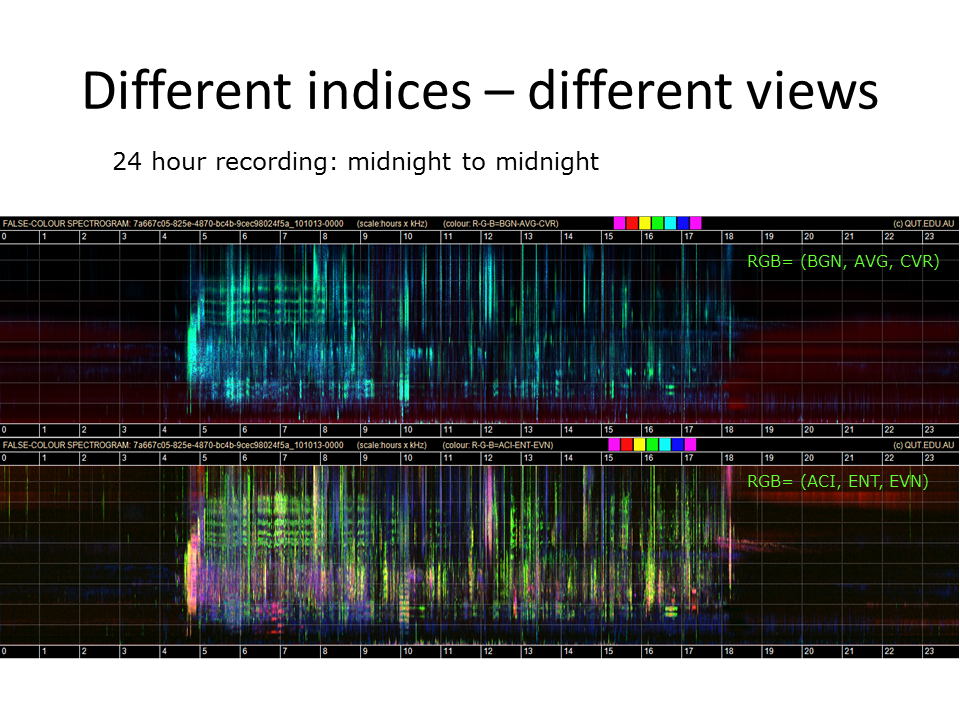 Different indices – different views
24 hour recording: midnight to midnight
FALSE-COLOUR SPECTROGRAM: 7a667c05-825e-4870-bc4b-9cec98024f5a_101013-0000 (scale:hours x kHz) (colour: R-G-B=BGN-AVG-CVR) (c) QUT.EDU.AU
0 1 2 3 4 5 6 7 8 9 10 11 12 13 14 15 16 17 18 19 20 21 22 23
RGB= (BGN, AVG, CVR)
0 1 2 3 4 5 6 7 8 9 10 11 12 13 14 15 16 17 18 19 20 21 22 23
FALSE-COLOUR SPECTROGRAM: 7a667c05-825e-4870-bc4b-9cec98024f5a_101013-0000 (scale:hours x kHz) (colour: R-G-B=ACI-ENT-EVN) (c) QUT.EDU.AU
0 1 2 3 4 5 6 7 8 9 10 11 12 13 14 15 16 17 18 19 20 21 22 23
RGB= (ACI, ENT, EVN)
0 1 2 3 4 5 6 7 8 9 10 11 12 13 14 15 16 17 18 19 20 21 22 23